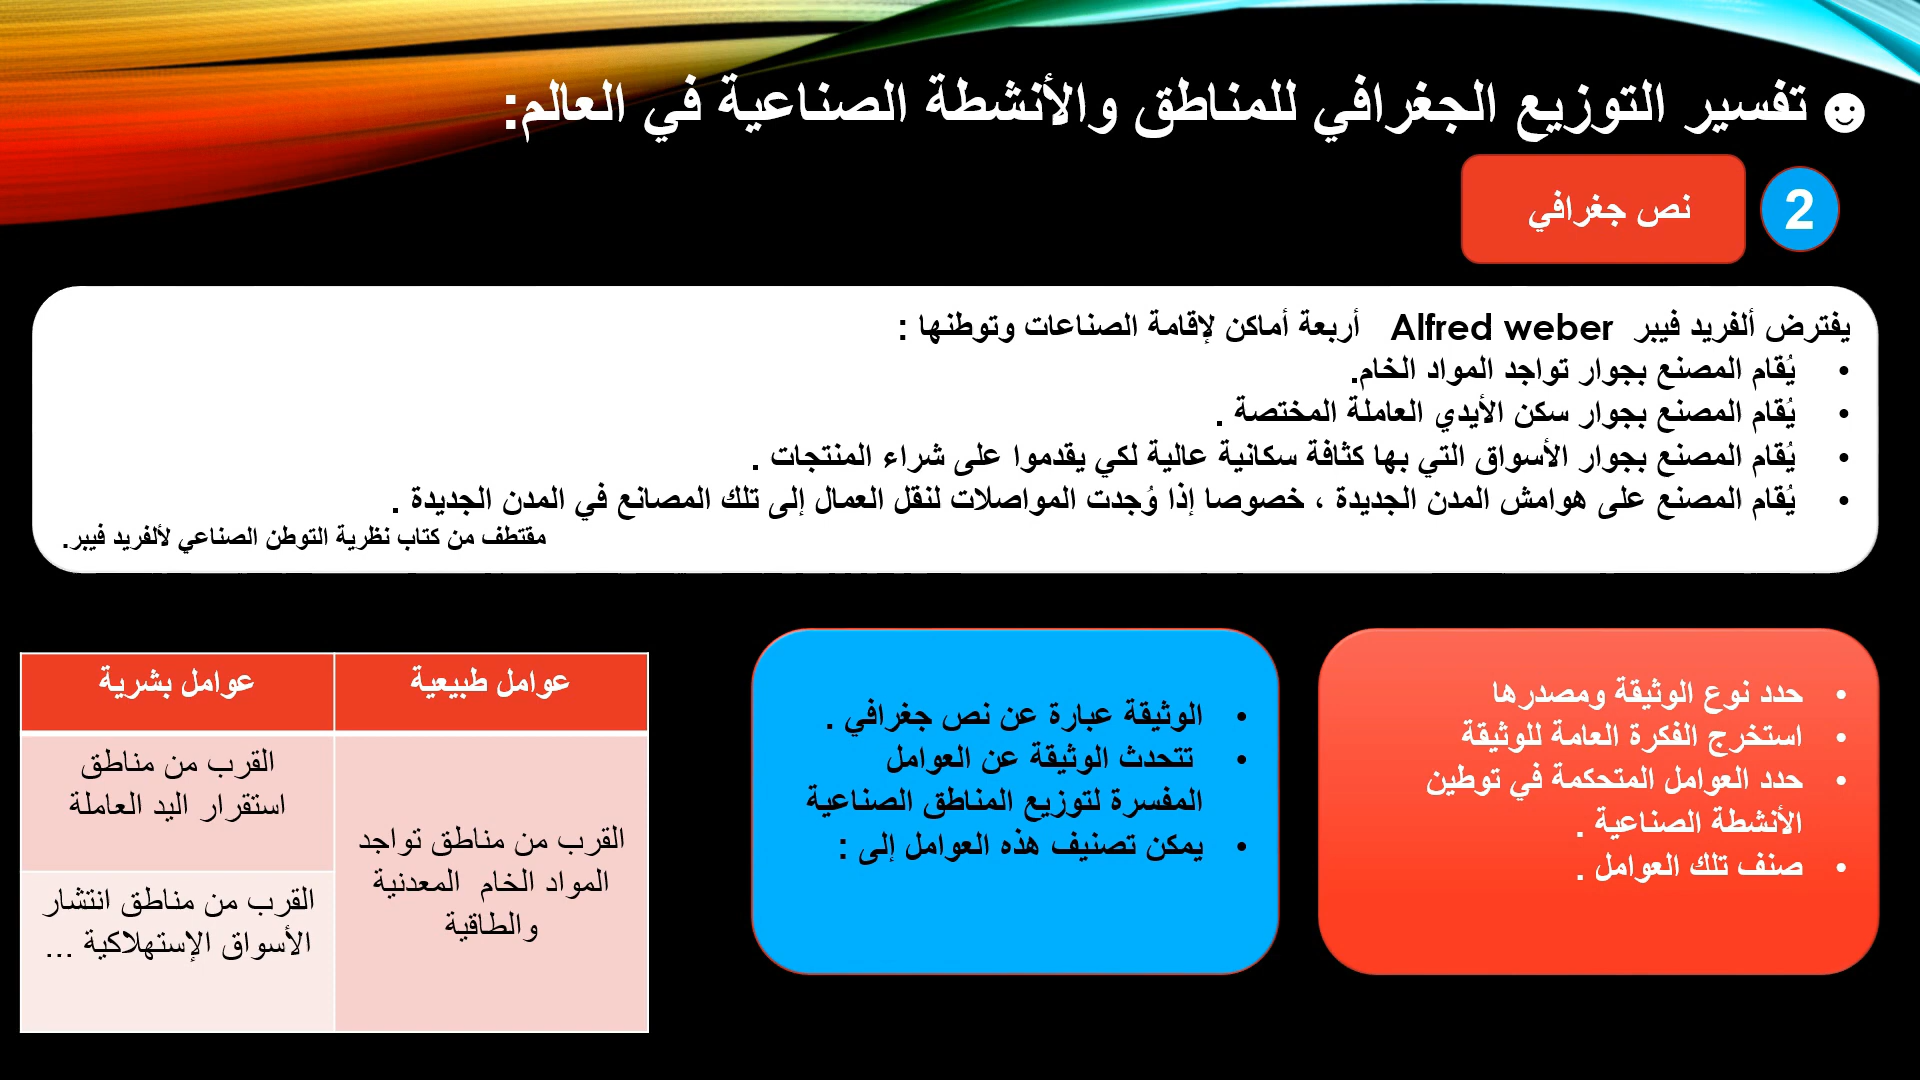 ☻ تفسير التوزيع الجغرافي للمناطق والأنشطة الصناعية في العالم:
2
نص جغرافي
يفترض ألفريد فيبر Alfred weber أربعة أماكن لإقامة الصناعات وتوطنها :
• يُقام المصنع بجوار تواجد المواد الخام.
• يُقام المصنع بجوار سكن الأيدي العاملة المختصة .
• يُقام المصنع بجوار الأسواق التي بها كثافة سكانية عالية لكي يقدموا على شراء المنتجات .
• يُقام المصنع على هوامش المدن الجديدة ، خصوصا إذا وُجدت المواصلات لنقل العمال إلى تلك المصانع في المدن الجديدة .
مقتطف من كتاب نظرية التوطن الصناعي لألفريد فيبر.
• حدد نوع الوثيقة ومصدرها
• استخرج الفكرة العامة للوثيقة
• حدد العوامل المتحكمة في توطين
الأنشطة الصناعية .
• صنف تلك العوامل .
• الوثيقة عبارة عن نص جغرافي .
• تتحدث الوثيقة عن العوامل
المفسرة لتوزيع المناطق الصناعية
• يمكن تصنيف هذه العوامل إلى :
عوامل طبيعية
عوامل بشرية
القرب من مناطق تواجد
المواد الخام المعدنية
والطاقية
القرب من مناطق
استقرار اليد العاملة
القرب من مناطق انتشار
الأسواق الإستهلاكية ...